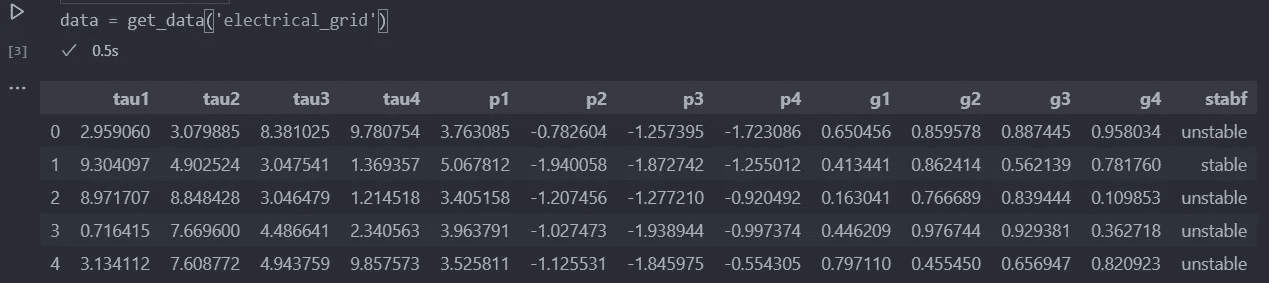 data = get_data('electrical_grid')
[3] ✓ 0.5s
...
tau1 tau2 tau3 tau4 p1 p2 p3 p4 g1 g2 g3 g4 stabf
0 2.959060 3.079885 8.381025 9.780754 3.763085 -0.782604 -1.257395 -1.723086 0.650456 0.859578 0.887445 0.958034 unstable
1 9.304097 4.902524 3.047541 1.369357 5.067812 -1.940058 -1.872742 -1.255012 0.413441 0.862414 0.562139 0.781760 stable
2 8.971707 8.848428 3.046479 1.214518 3.405158 -1.207456 -1.277210 -0.920492 0.163041 0.766689 0.839444 0.109853 unstable
3 0.716415 7.669600 4.486641 2.340563 3.963791 -1.027473 -1.938944 -0.997374 0.446209 0.976744 0.929381 0.362718 unstable
4 3.134112 7.608772 4.943759 9.857573 3.525811 -1.125531 -1.845975 -0.554305 0.797110 0.455450 0.656947 0.820923 unstable